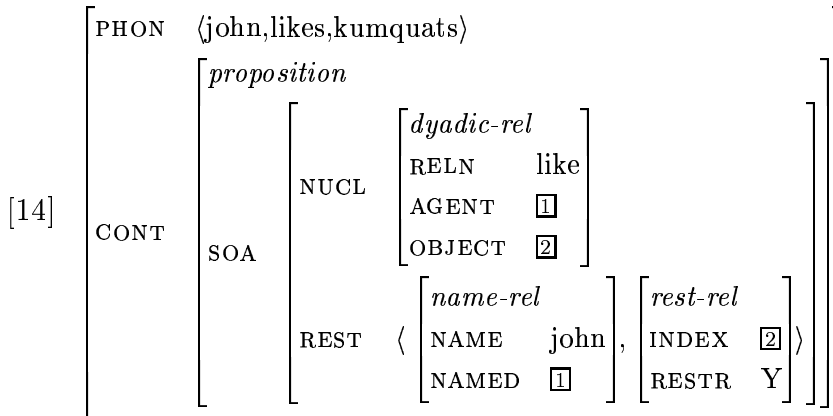 PHON ⟨john,likes,kumquats⟩
proposition
dyadic-rel
RELN like
NUCL
AGENT 1
[14] CONT
OBJECT 2
SOA
name-rel rest-rel
REST ⟨ NAME john , INDEX 2 ⟩
NAMED 1 RESTR Y